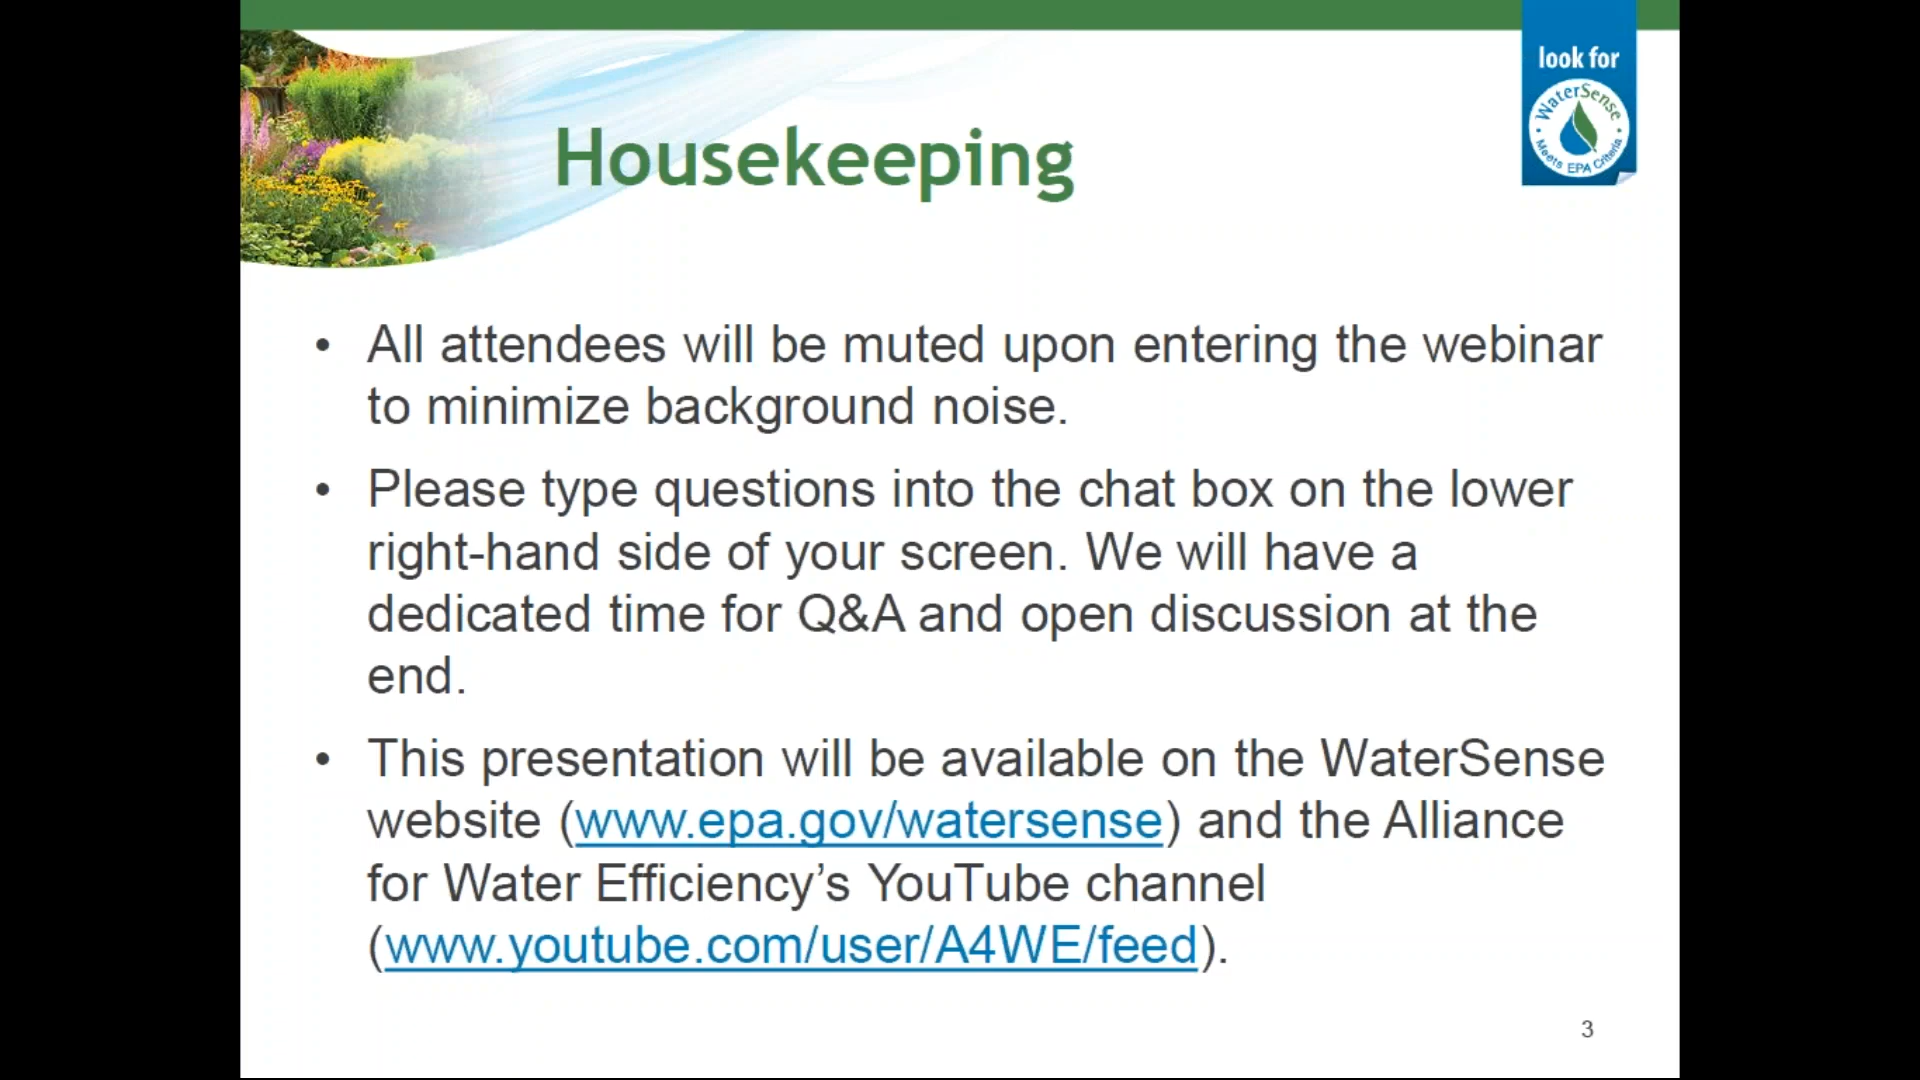 look for
WaterSense
Meets EPA Criteria
Housekeeping
• All attendees will be muted upon entering the webinar
to minimize background noise.
• Please type questions into the chat box on the lower
right-hand side of your screen. We will have a
dedicated time for Q&A and open discussion at the
end.
• This presentation will be available on the WaterSense
website (www.epa.gov/watersense) and the Alliance
for Water Efficiency’s YouTube channel
(www.youtube.com/user/A4WE/feed).
3